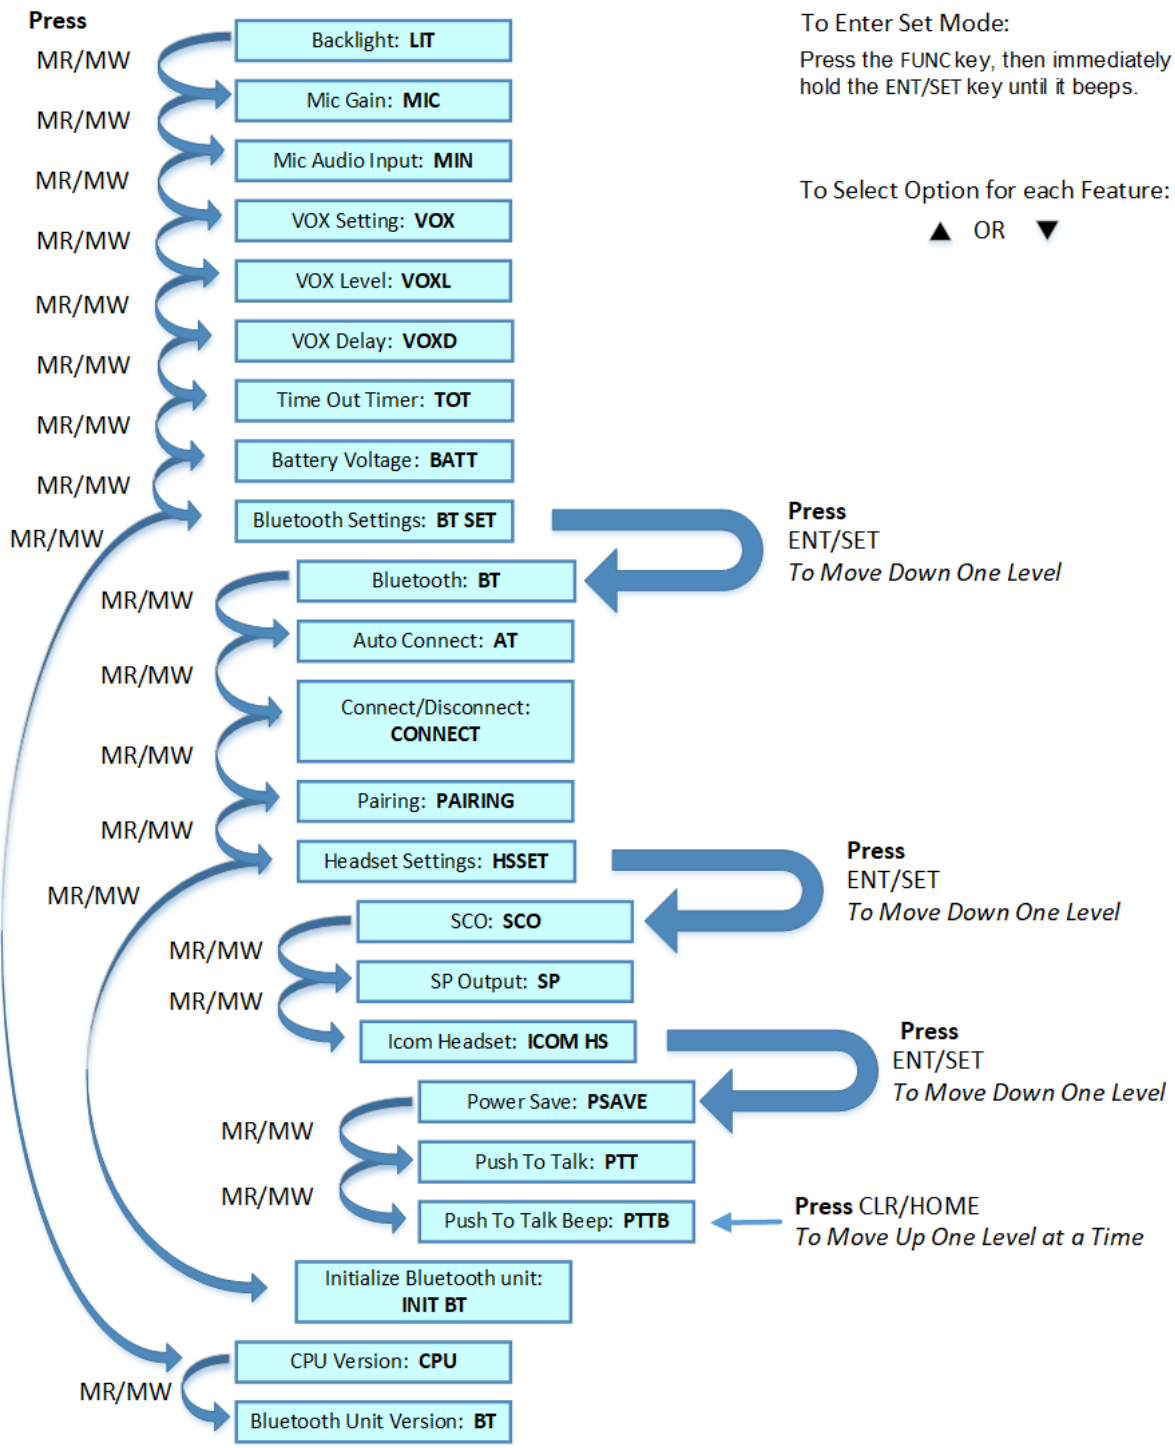 Press
To Enter Set Mode:
Backlight: LIT
MR/MW
Press the FUNC key, then immediately
hold the ENT/SET key until it beeps.
Mic Gain: MIC
MR/MW
Mic Audio Input: MIN
MR/MW
To Select Option for each Feature:
VOX Setting: VOX
▲ OR ▼
MR/MW
VOX Level: VOXL
MR/MW
VOX Delay: VOXD
MR/MW
Time Out Timer: TOT
MR/MW
Battery Voltage: BATT
MR/MW
Bluetooth Settings: BT SET
Press
ENT/SET
To Move Down One Level
MR/MW
Bluetooth: BT
MR/MW
Auto Connect: AT
MR/MW
Connect/Disconnect:
CONNECT
MR/MW
Pairing: PAIRING
MR/MW
Headset Settings: HSSET
Press
ENT/SET
To Move Down One Level
MR/MW
SCO: SCO
MR/MW
SP Output: SP
MR/MW
Icom Headset: ICOM HS
Press
ENT/SET
To Move Down One Level
Power Save: PSAVE
MR/MW
Push To Talk: PTT
MR/MW
Push To Talk Beep: PTTB
Press CLR/HOME
To Move Up One Level at a Time
Initialize Bluetooth unit:
INIT BT
CPU Version: CPU
MR/MW
Bluetooth Unit Version: BT